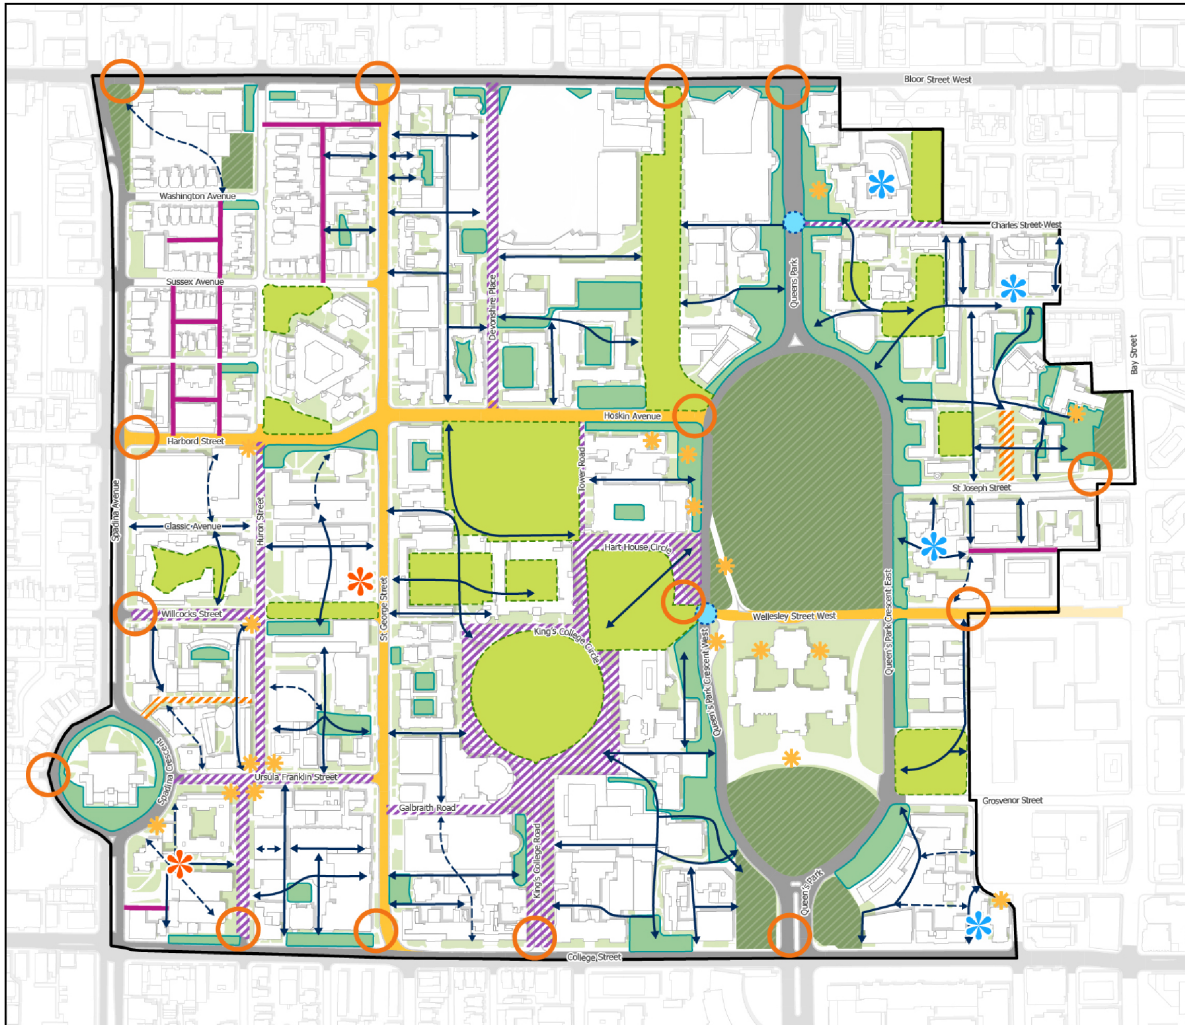 Bloor Street West
Washington Avenue
Charles Street West
Sussex Avenue
Queens Park
Devonshire Place
Bay Street
Hoskin Avenue
Harbord Street
Tower Road
St Joseph Street
Spadina Avenue
Classic Avenue
Huron Street
Hart House Circle
St George Street
Willcocks Street
Wellesley Street West
King's College Circle
Queen's Park Crescent West
Queen's Park Crescent East
Spadina Crescent
Ursula Franklin Street
Galbraith Road
Grosvenor Street
King's College Road
Queen's Park
College Street